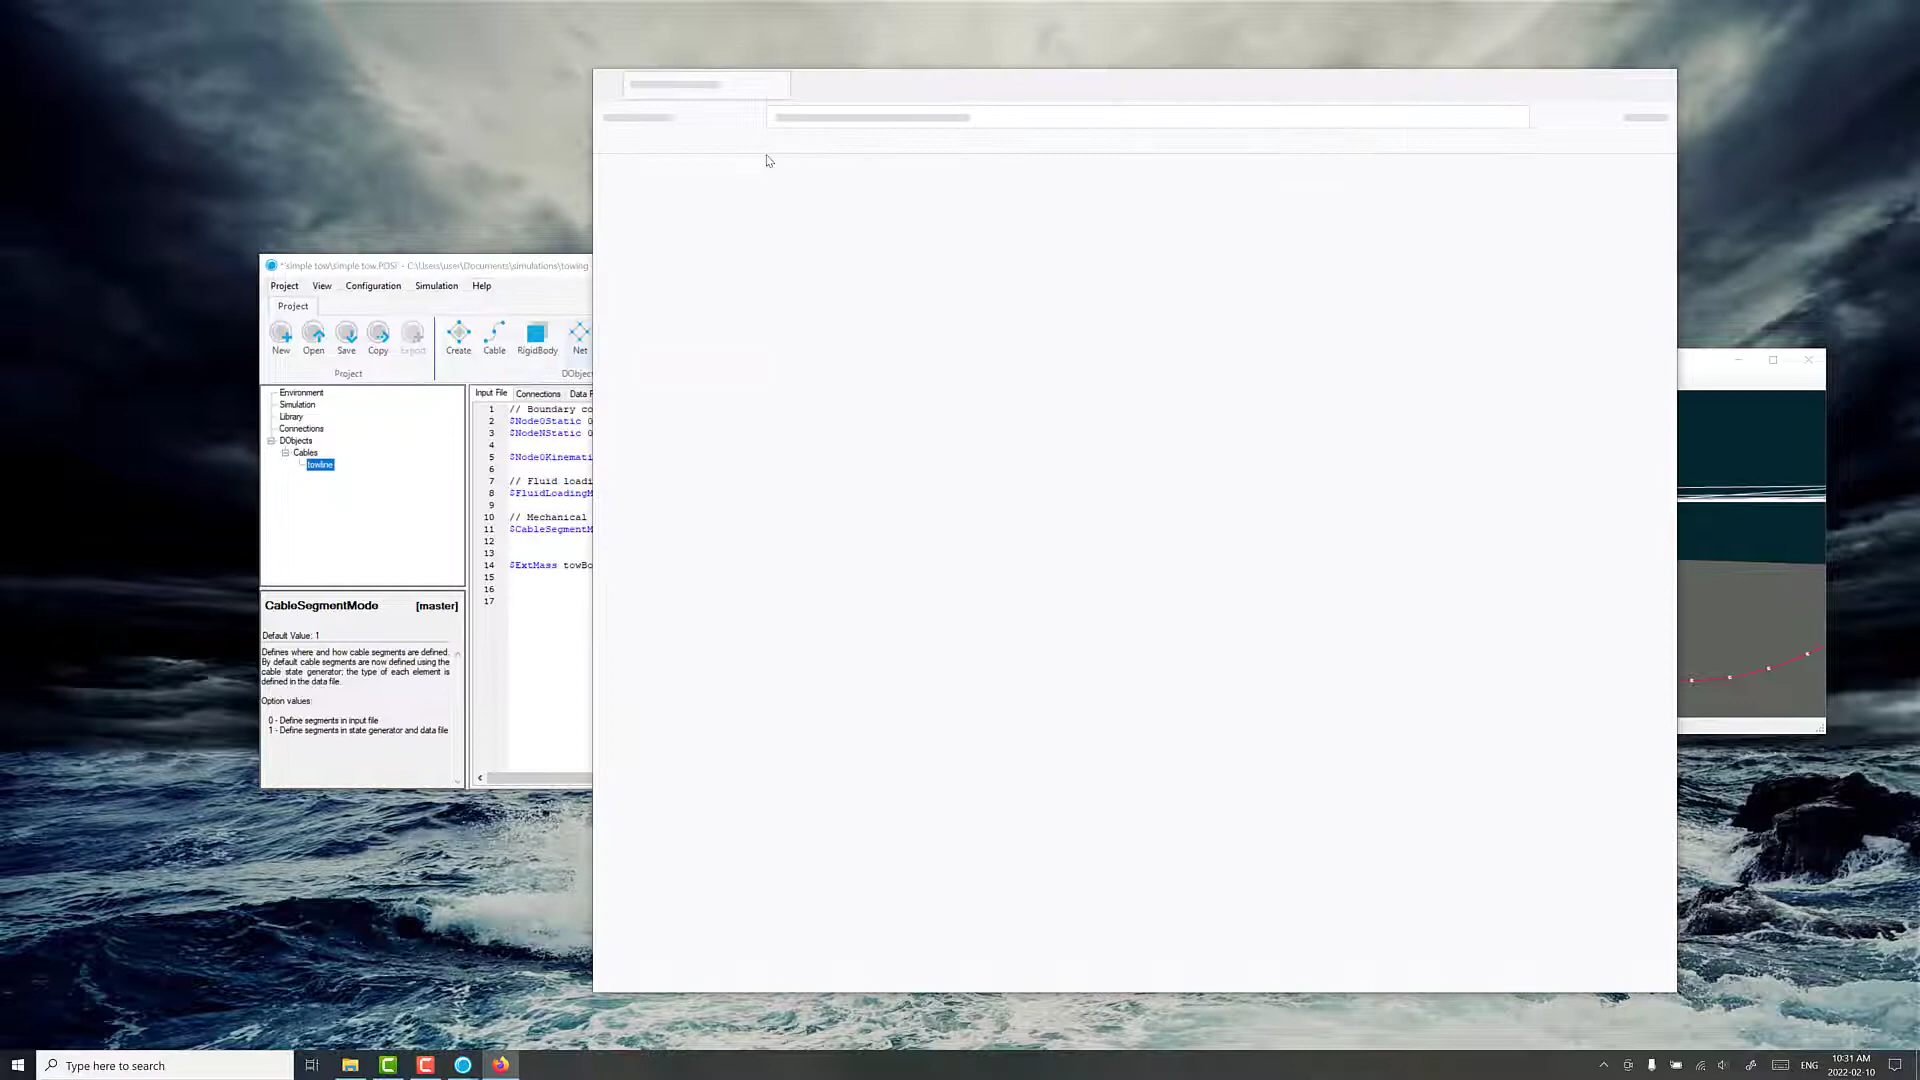 *simple tow\simple tow.PDSi - C:\Users\user\Documents\simulations\towing -
Project View Configuration Simulation Help
Project
New Open Save Copy Export Create Cable RigidBody Net
Project DObjec
Environment
Simulation
Library
Connections
DObjects
Cables
towline
Input File Connections Data F
1 // Boundary co
2 $Node0Static 0
3 $NodeNStatic 0
4
5 $Node0Kinemati
6
7 // Fluid loadi
8 $FluidLoadingM
9
10 // Mechanical
11 $CableSegmentM
12
13
14 $ExtMass towBo
15
16
17
CableSegmentMode [master]
Default Value: 1
Defines where and how cable segments are defined.
By default cable segments are now defined using the
cable state generator; the type of each element is
defined in the data file.
Option values:
0 - Define segments in input file
1 - Define segments in state generator and data file
Type here to search
ENG
10:31 AM
2022-02-10